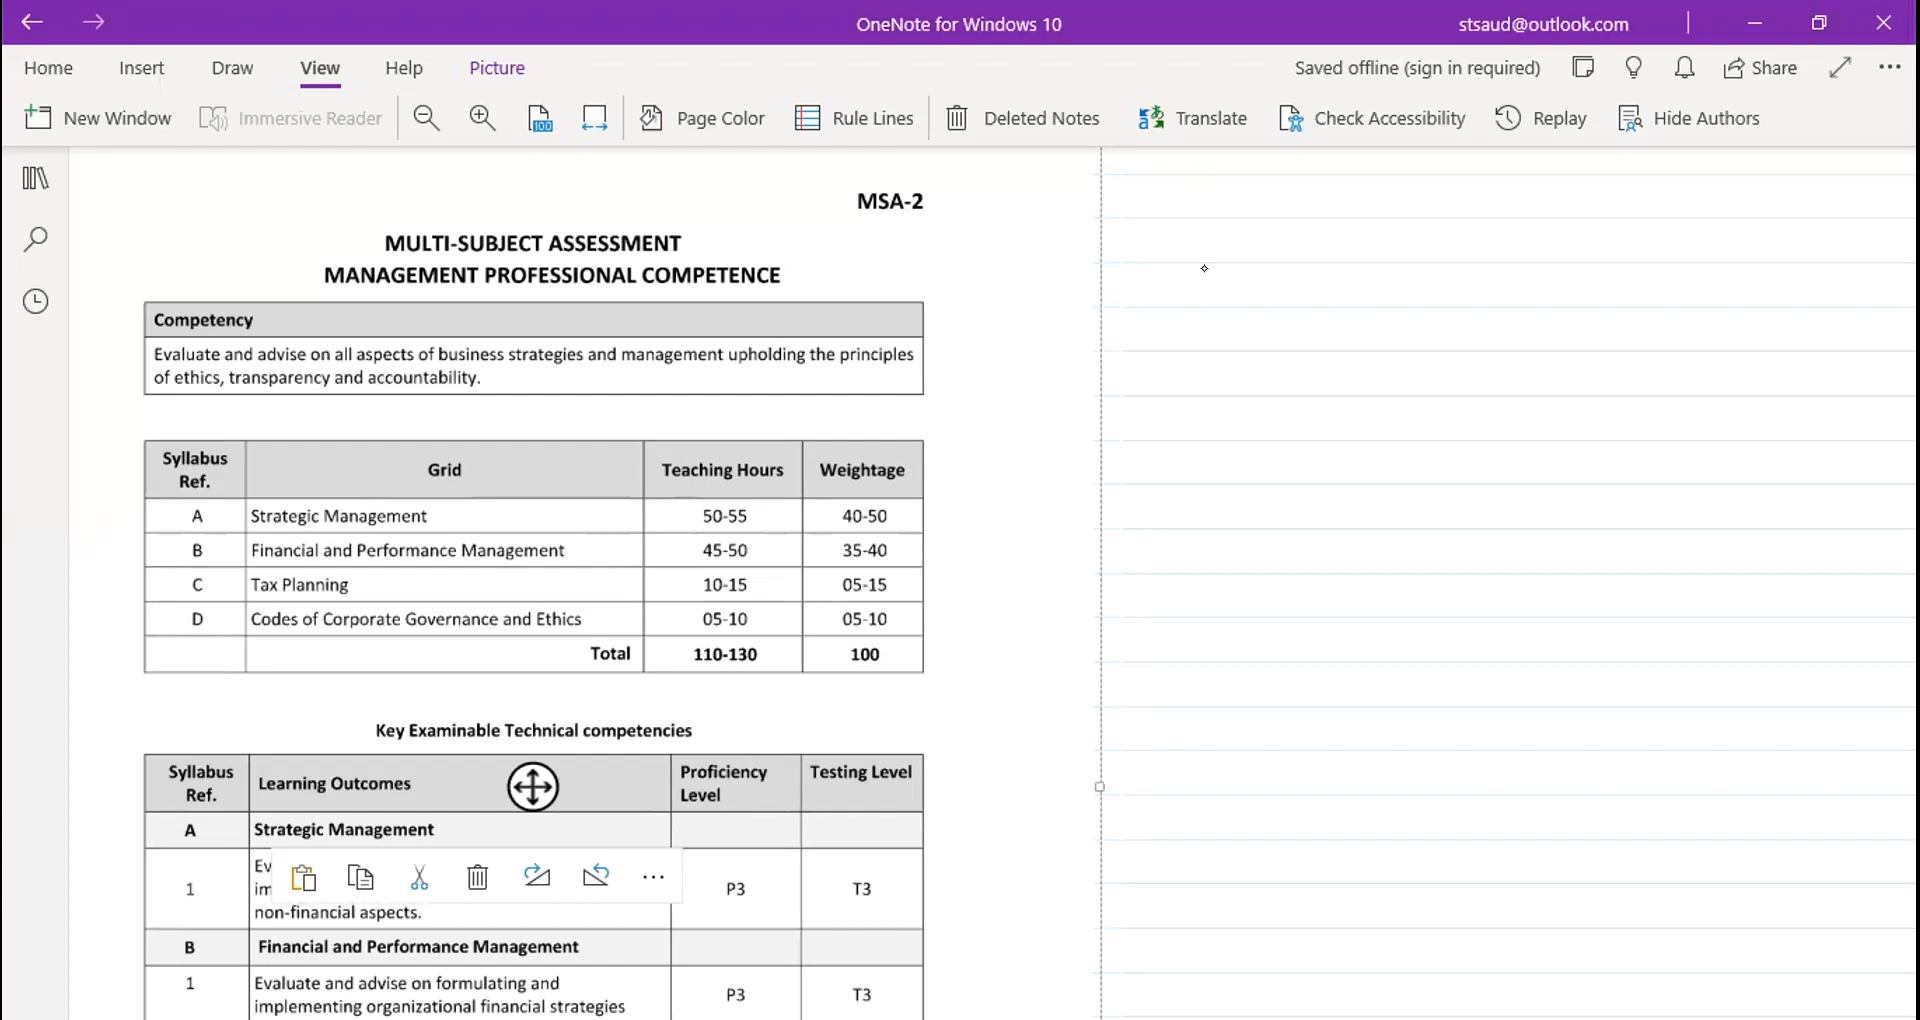 OneNote for Windows 10
stsaud@outlook.com
Home Insert Draw View Help Picture
Saved offline (sign in required) Share
New Window Immersive Reader 100 Page Color Rule Lines Deleted Notes Translate Check Accessibility Replay Hide Authors
MSA-2
MULTI-SUBJECT ASSESSMENT
MANAGEMENT PROFESSIONAL COMPETENCE
Competency
Evaluate and advise on all aspects of business strategies and management upholding the principles
of ethics, transparency and accountability.
Syllabus Ref. Grid Teaching Hours Weightage
A Strategic Management 50-55 40-50
B Financial and Performance Management 45-50 35-40
C Tax Planning 10-15 05-15
D Codes of Corporate Governance and Ethics 05-10 05-10
Total 110-130 100
Key Examinable Technical competencies
Syllabus Ref. Learning Outcomes Proficiency Level Testing Level
A Strategic Management
1 P3 T3
non-financial aspects.
B Financial and Performance Management
1 Evaluate and advise on formulating and
implementing organizational financial strategies P3 T3